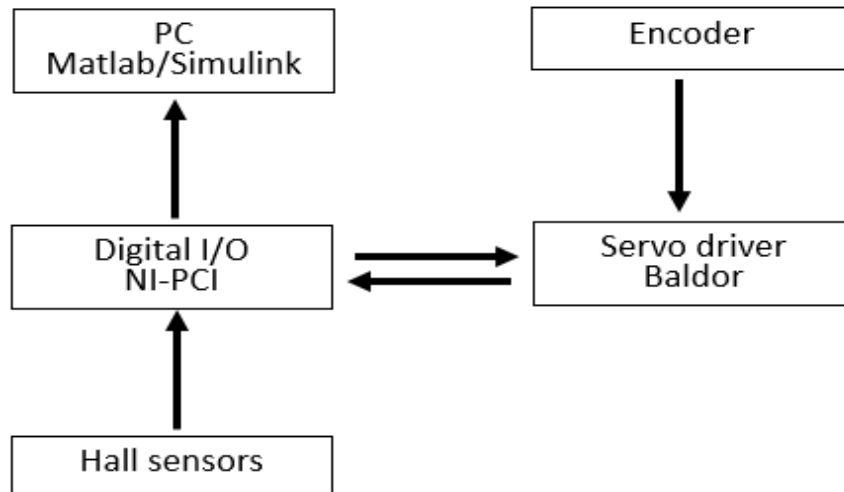 PC
Matlab/Simulink
Encoder
Digital I/O
NI-PCI
Servo driver
Baldor
Hall sensors